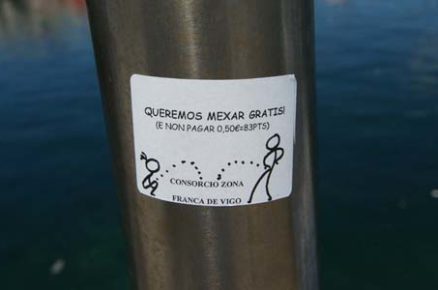 QUEREMOS MEXAR GRATIS!
(E NON PAGAR 0,50€=83PTS)
CONSORCIO ZONA
FRANCA DE VIGO